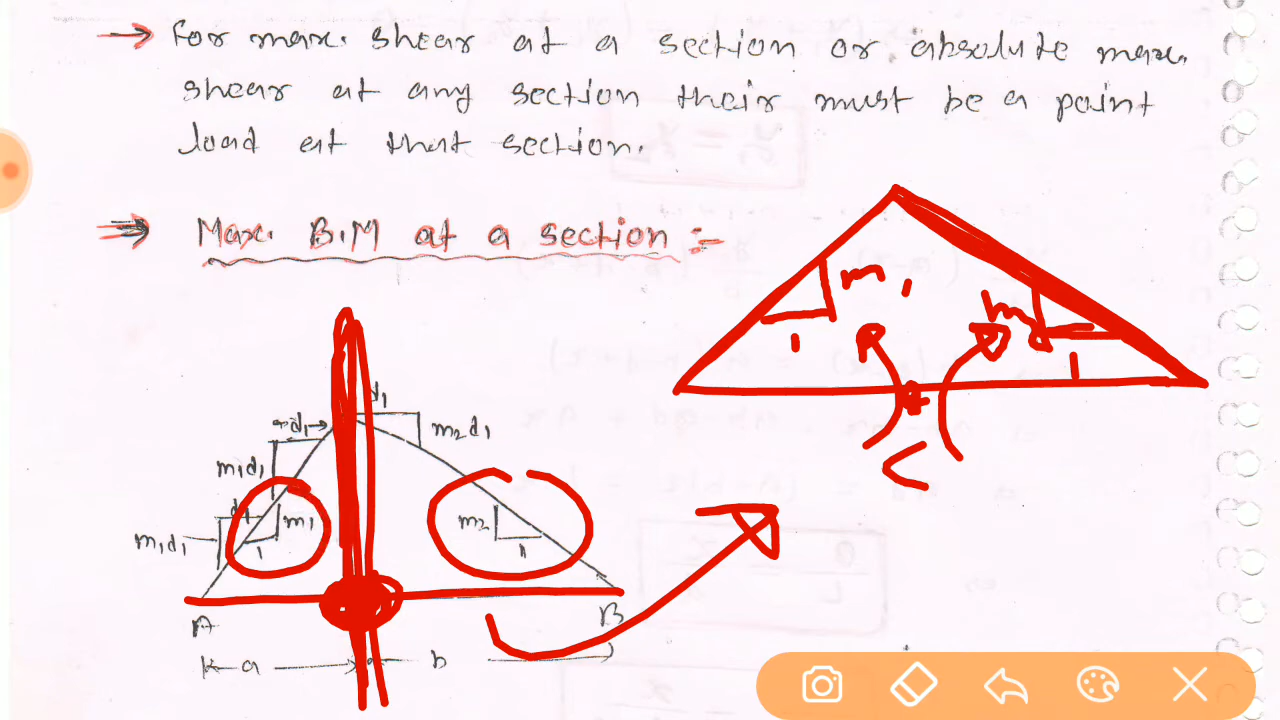 → For max. shear at a section or absolute max.
shear at any section their must be a point
load at that section.
⇒ Max. B.M at a section :-
m1
1
m2
1
C
d1
d1
m2d1
m1d1
d1
m1
1
m2
1
m1d1
A
B
a
b